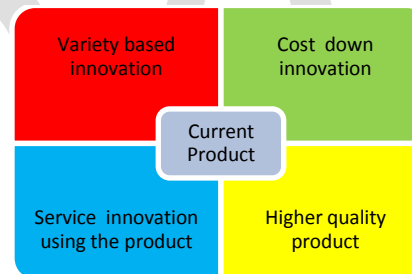 Variety based
innovation
Cost  down
innovation
Current
Product
Service  innovation
using the product
Higher quality
product